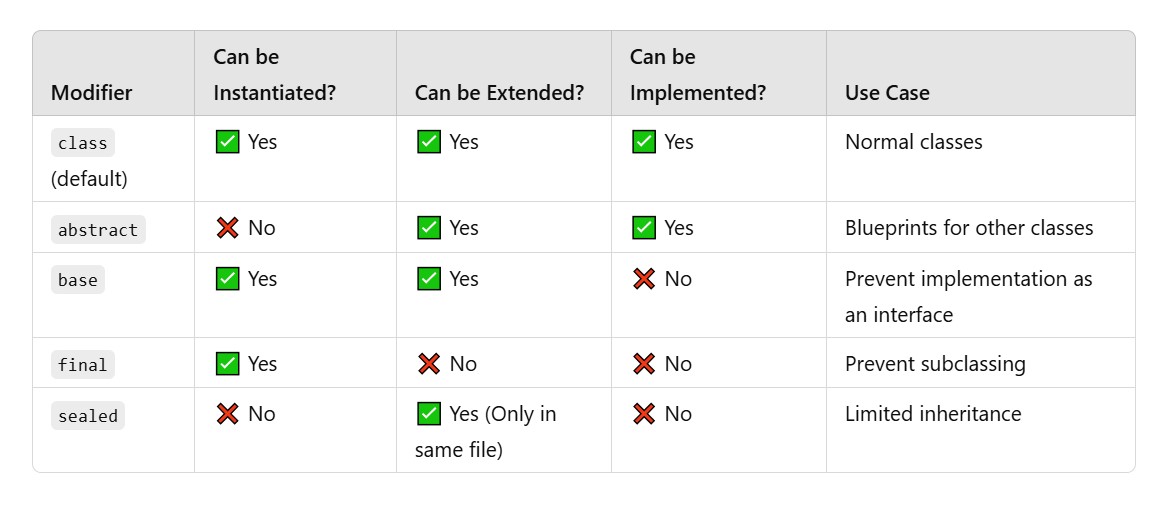 Modifier Can be Instantiated? Can be Extended? Can be Implemented? Use Case
class (default) ✅ Yes ✅ Yes ✅ Yes Normal classes
abstract ❌ No ✅ Yes ✅ Yes Blueprints for other classes
base ✅ Yes ✅ Yes ❌ No Prevent implementation as an interface
final ✅ Yes ❌ No ❌ No Prevent subclassing
sealed ❌ No ✅ Yes (Only in same file) ❌ No Limited inheritance